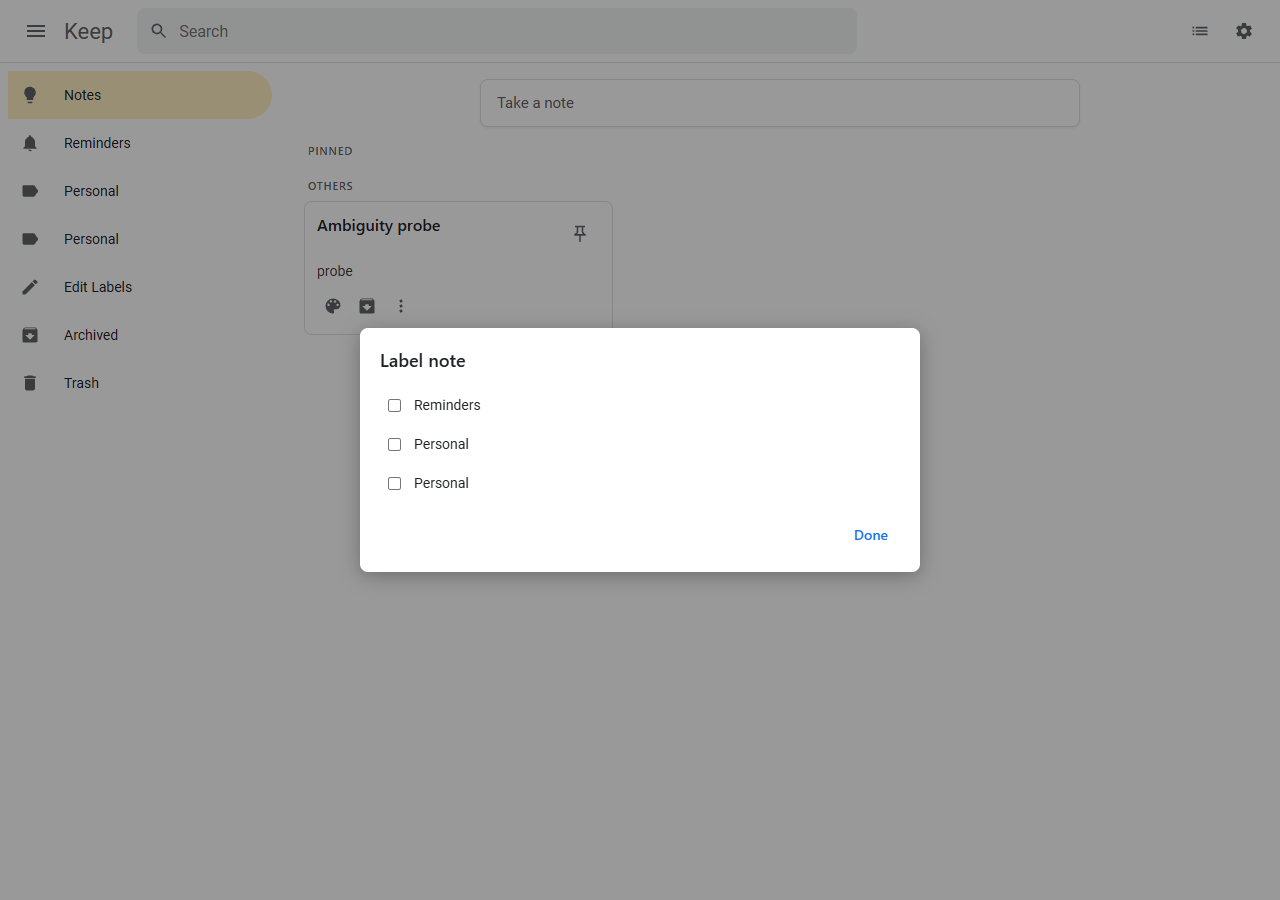 Keep
Search
Notes
Reminders
Personal
Personal
Edit Labels
Archived
Trash
Take a note
PINNED
OTHERS
Ambiguity probe
probe
Label note
Reminders
Personal
Personal
Done